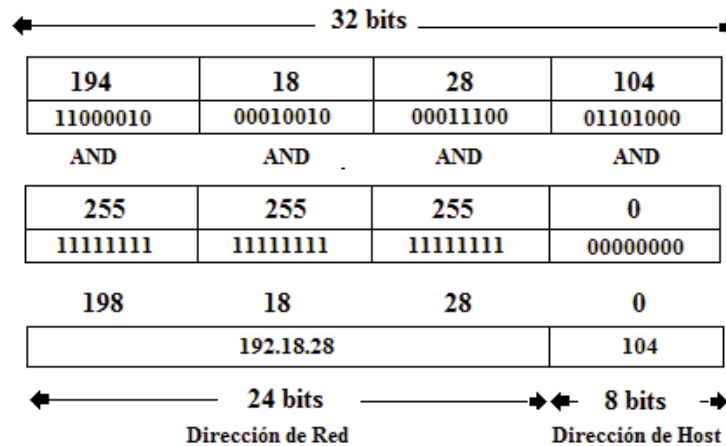 32 bits
194 18 28 104
11000010 00010010 00011100 01101000
AND AND AND AND
255 255 255 0
11111111 11111111 11111111 00000000
198 18 28 0
192.18.28 104
24 bits 8 bits
Dirección de Red Dirección de Host